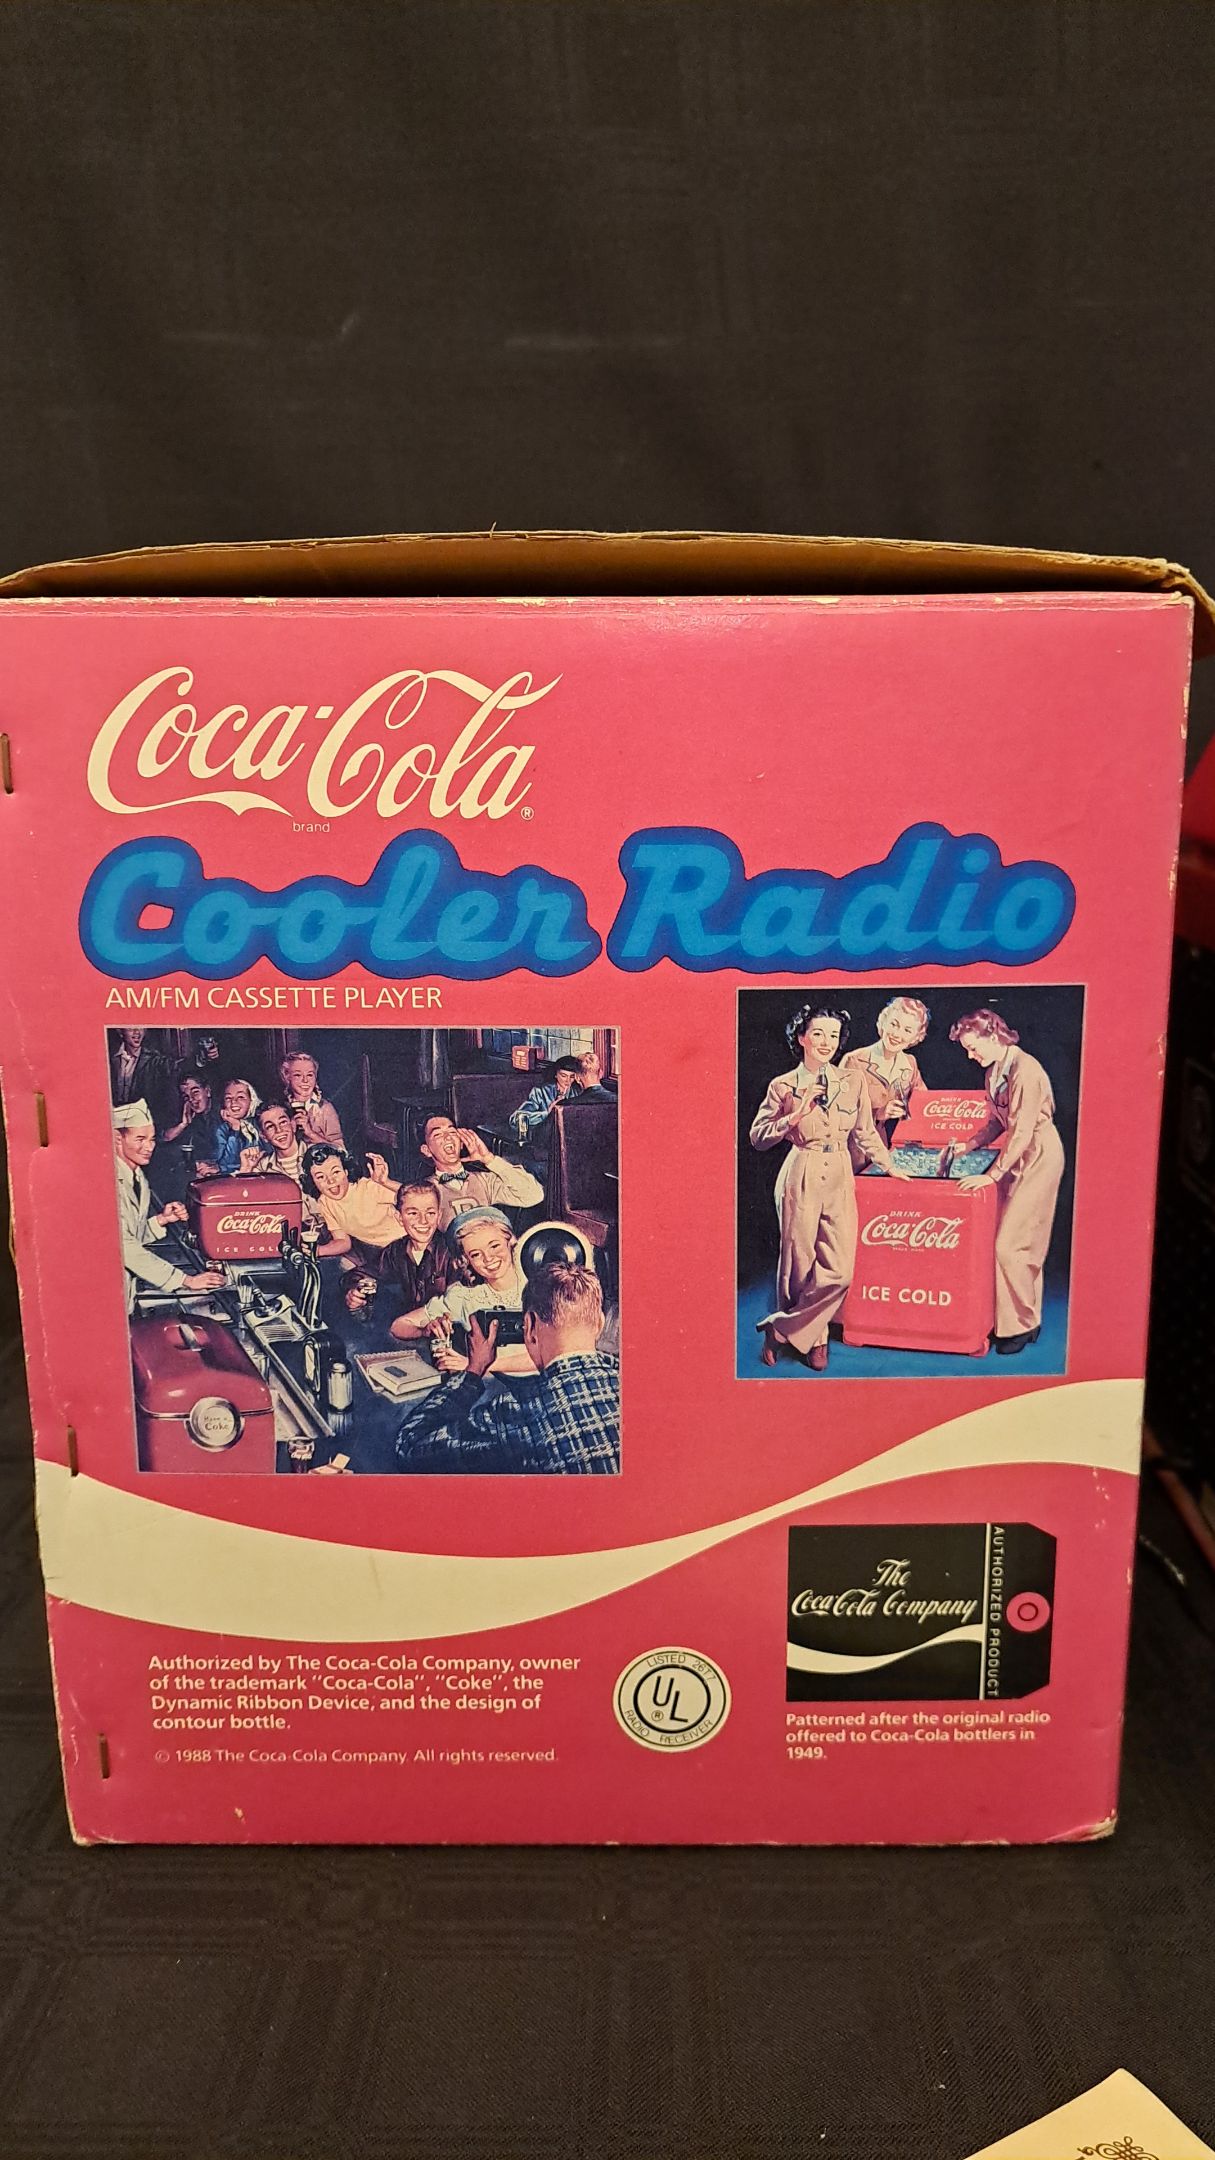 Coca-Cola®
brand
Cooler Radio
AM/FM CASSETTE PLAYER
DRINK
Coca-Cola
ICE COLD
DRINK
Coca-Cola
ICE COLD
DRINK
Coca-Cola
ICE COLD
Coke
The
Coca-Cola Company
AUTHORIZED PRODUCT
Authorized by The Coca-Cola Company, owner
of the trademark "Coca-Cola", "Coke", the
Dynamic Ribbon Device, and the design of
contour bottle.
© 1988 The Coca-Cola Company. All rights reserved.
LISTED 26T7
UL®
RADIO RECEIVER
Patterned after the original radio
offered to Coca-Cola bottlers in
1949.